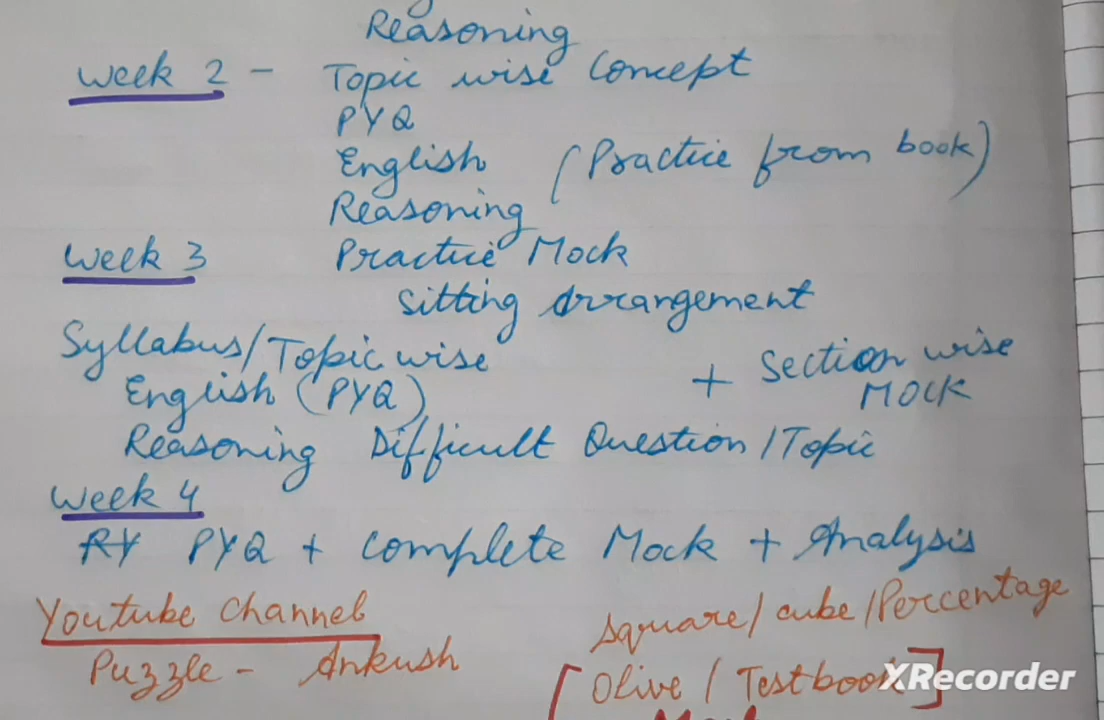 Reasoning
Week 2 - Topic wise Concept
PYQ
English (Practice from book)
Reasoning
Week 3 Practice Mock
Sitting Arrangement
Syllabus/Topic wise + Section wise
English (PYQ) MOCK
Reasoning Difficult Question/Topic
Week 4
PYQ + Complete Mock + Analysis
Youtube Channel Square/cube/Percentage
Puzzle - Ankush [Olive / Testbook]
XRecorder